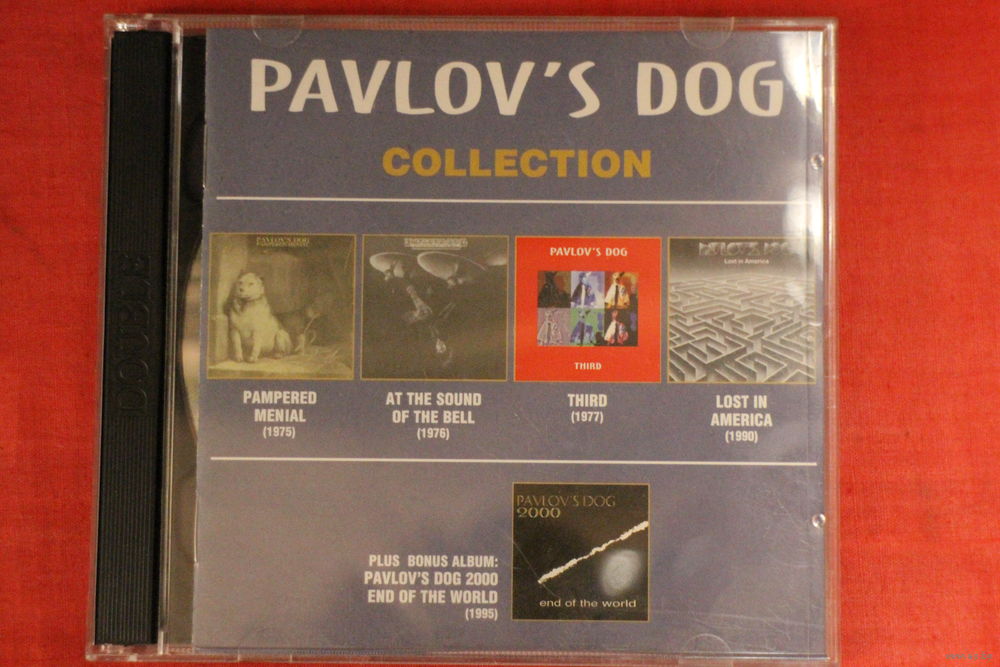 PAVLOV'S DOG
COLLECTION
DOUBLE
PAVLOV'S DOG
PAMPERED MENIAL
PAVLOV'S DOG
THIRD
Lost in America
PAMPERED
MENIAL
(1975)
AT THE SOUND
OF THE BELL
(1976)
THIRD
(1977)
LOST IN
AMERICA
(1990)
PLUS BONUS ALBUM:
PAVLOV'S DOG 2000
END OF THE WORLD
(1995)
PAVLOV'S DOG
2000
end of the world